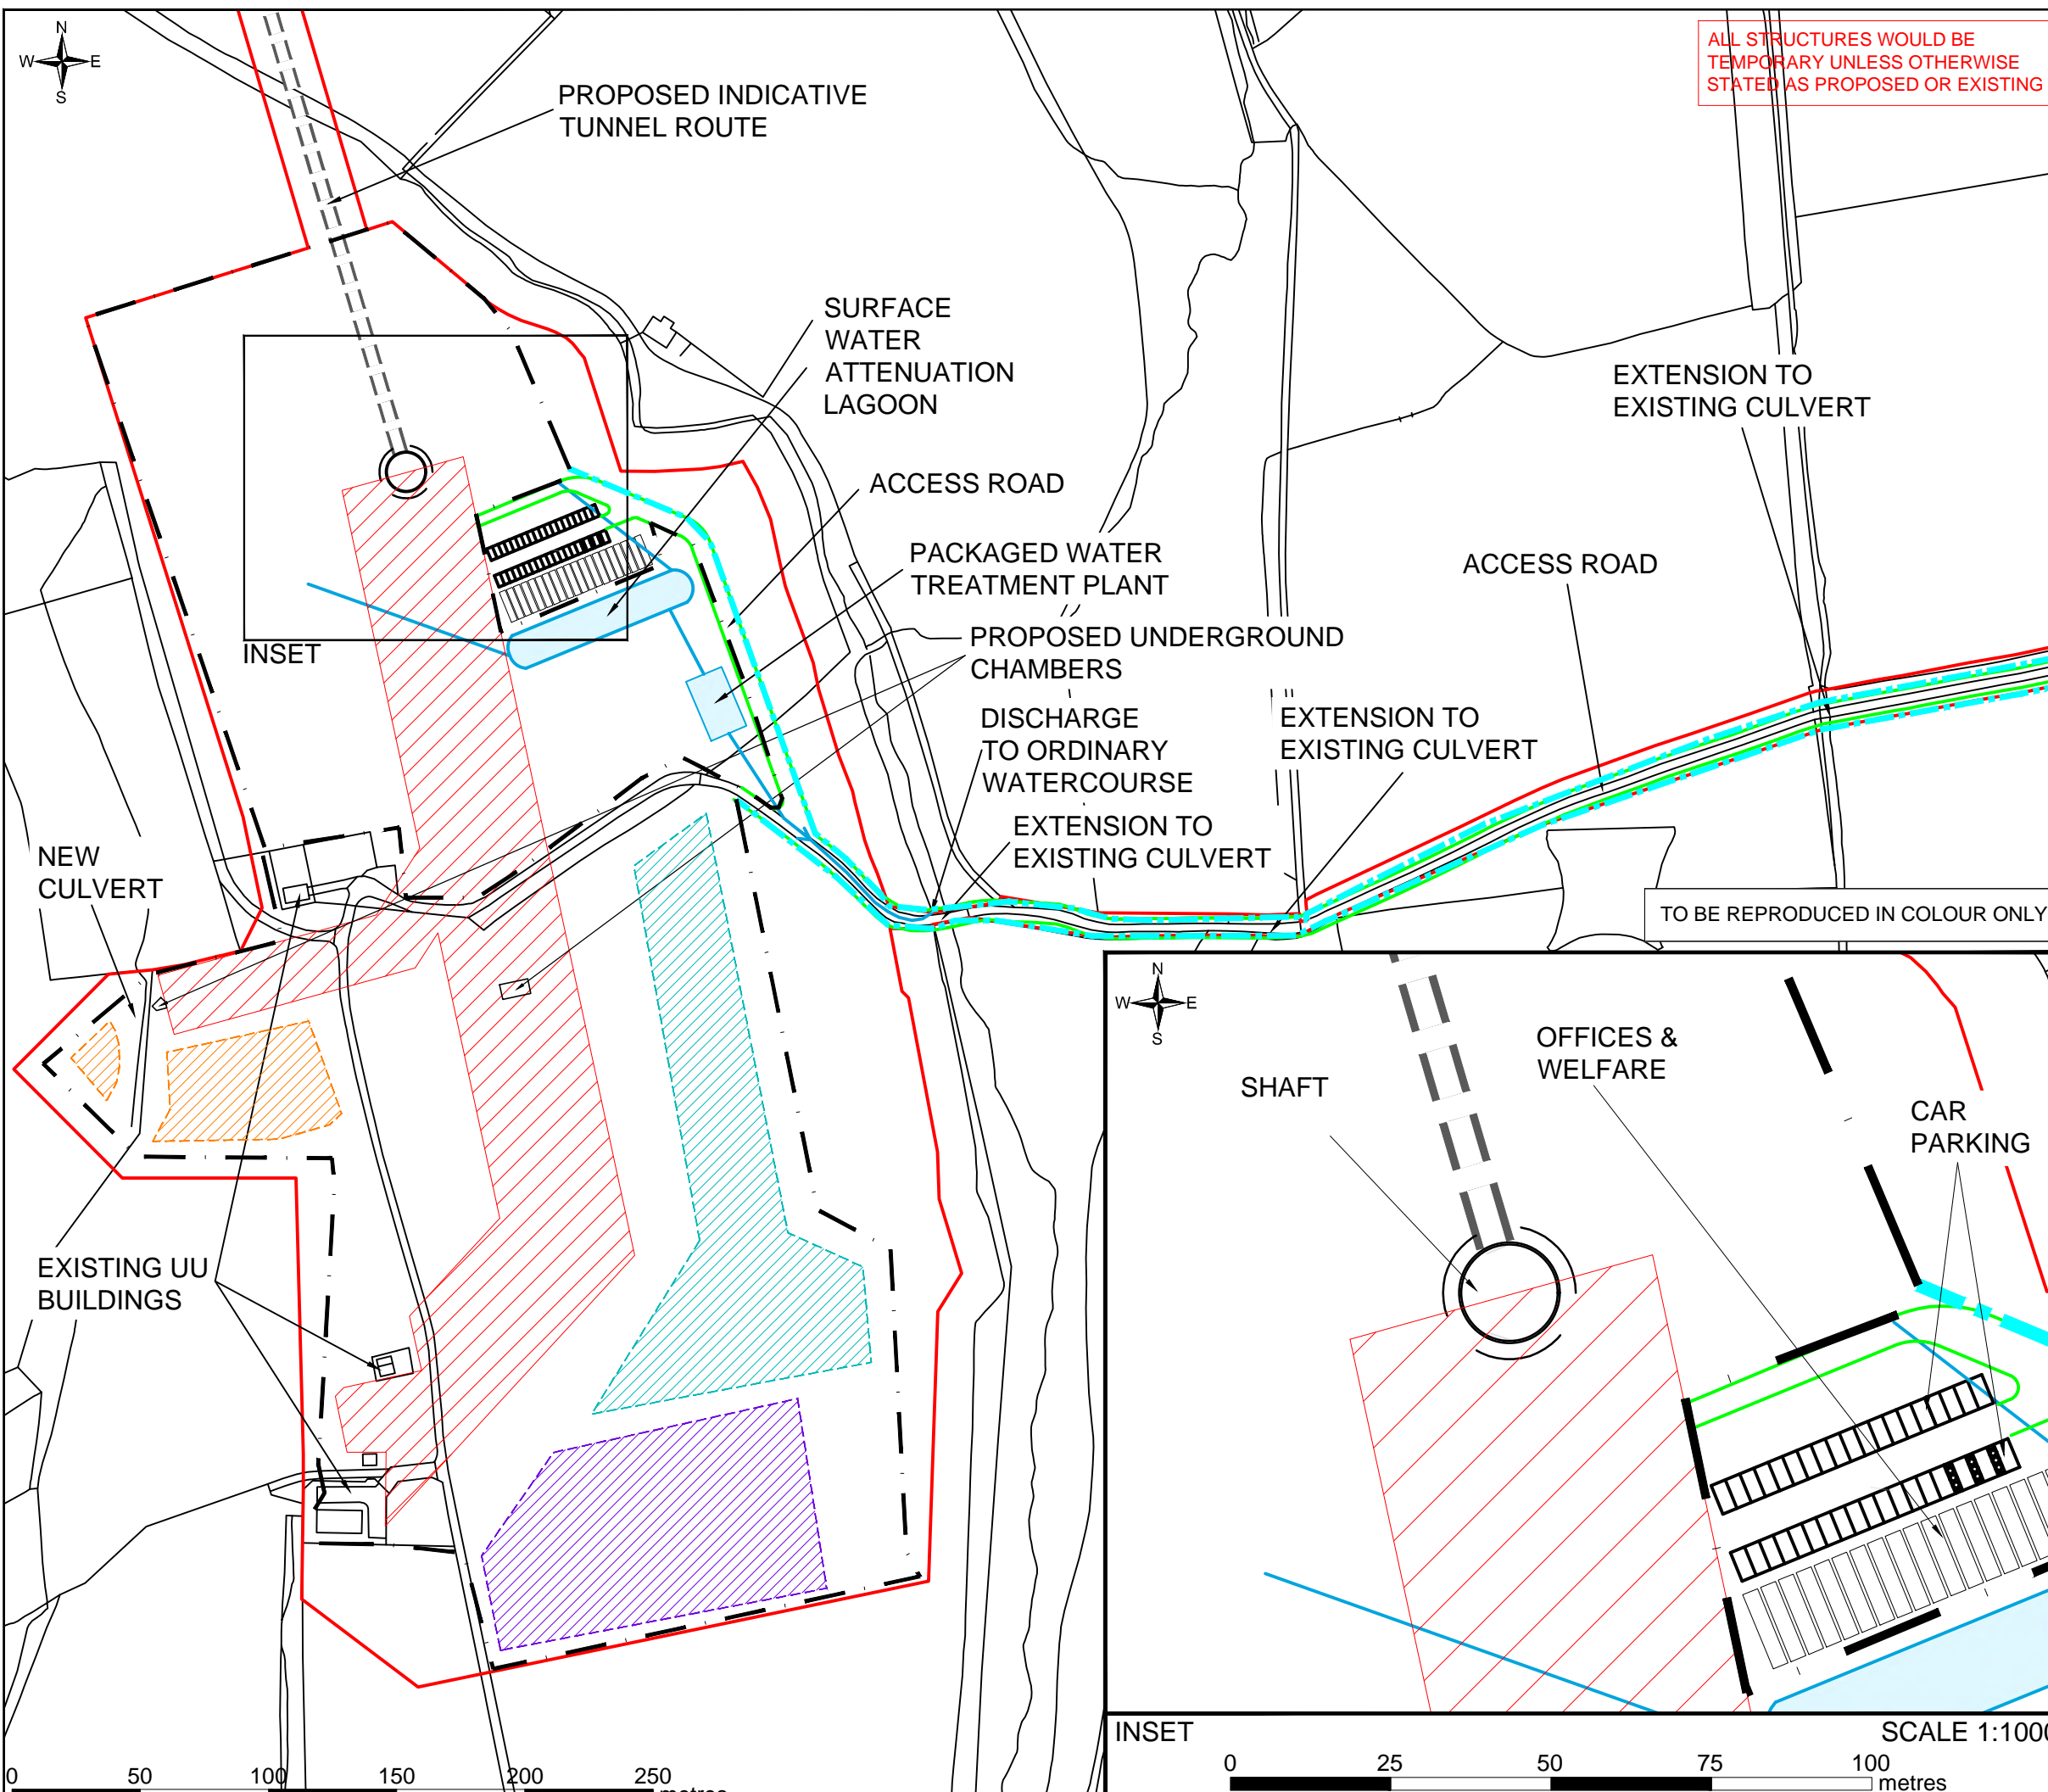 N
W E
S
ALL STRUCTURES WOULD BE
TEMPORARY UNLESS OTHERWISE
STATED AS PROPOSED OR EXISTING
PROPOSED INDICATIVE
TUNNEL ROUTE
SURFACE
WATER
ATTENUATION
LAGOON
EXTENSION TO
EXISTING CULVERT
ACCESS ROAD
PACKAGED WATER
TREATMENT PLANT
ACCESS ROAD
INSET
PROPOSED UNDERGROUND
CHAMBERS
DISCHARGE
TO ORDINARY
WATERCOURSE
EXTENSION TO
EXISTING CULVERT
EXTENSION TO
EXISTING CULVERT
NEW
CULVERT
TO BE REPRODUCED IN COLOUR ONLY
N
W E
S
OFFICES &
WELFARE
SHAFT
CAR
PARKING
EXISTING UU
BUILDINGS
INSET
SCALE 1:1000
0 50 100 150 200 250
metres
0 25 50 75 100
metres